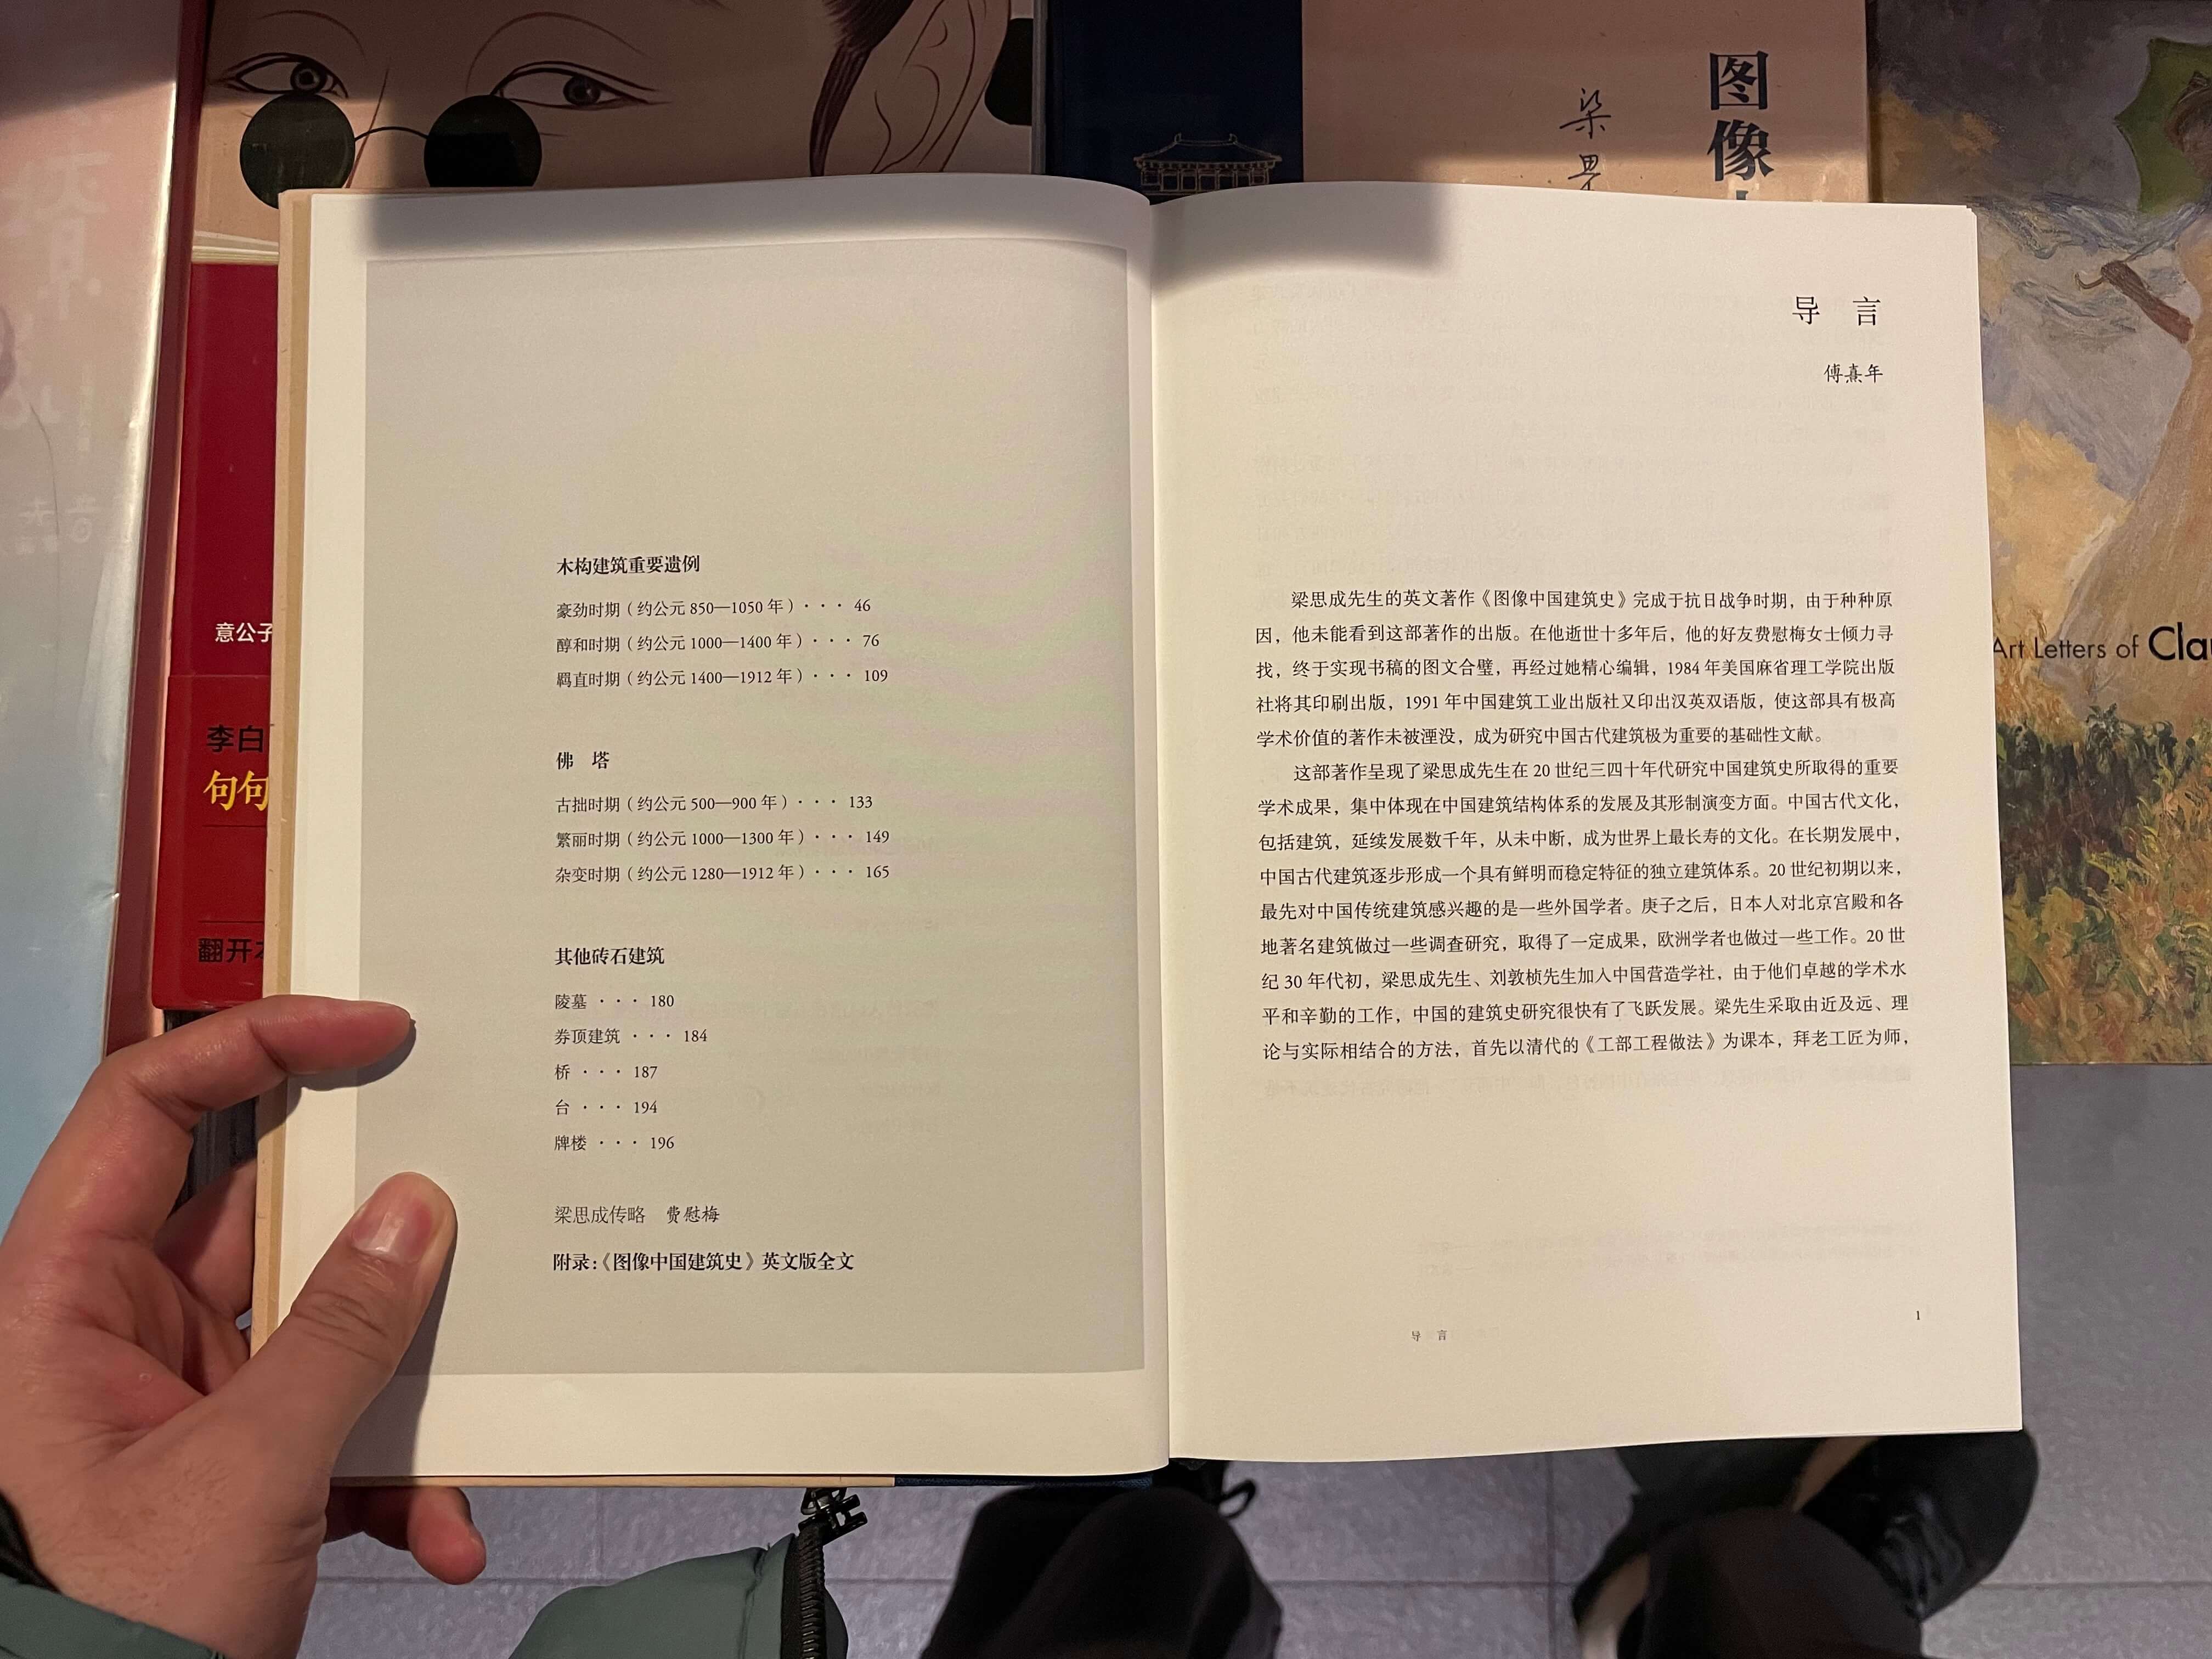 图像
梁思
意公子
李白
句句
翻开
Art Letters of Cla
木构建筑重要遗例
豪劲时期（约公元 850—1050 年）· · · 46
醇和时期（约公元 1000—1400 年）· · · 76
羁直时期（约公元 1400—1912 年）· · · 109
佛 塔
古拙时期（约公元 500—900 年）· · · 133
繁丽时期（约公元 1000—1300 年）· · · 149
杂变时期（约公元 1280—1912 年）· · · 165
其他砖石建筑
陵墓 · · · 180
券顶建筑 · · · 184
桥 · · · 187
台 · · · 194
牌楼 · · · 196
梁思成传略 费慰梅
附录：《图像中国建筑史》英文版全文
导 言
傅熹年
梁思成先生的英文著作《图像中国建筑史》完成于抗日战争时期，由于种种原
因，他未能看到这部著作的出版。在他逝世十多年后，他的好友费慰梅女士倾力寻
找，终于实现书稿的图文合璧，再经过她精心编辑，1984 年美国麻省理工学院出版
社将其印刷出版，1991 年中国建筑工业出版社又印出汉英双语版，使这部具有极高
学术价值的著作未被湮没，成为研究中国古代建筑极为重要的基础性文献。
这部著作呈现了梁思成先生在 20 世纪三四十年代研究中国建筑史所取得的重要
学术成果，集中体现在中国建筑结构体系的发展及其形制演变方面。中国古代文化，
包括建筑，延续发展数千年，从未中断，成为世界上最长寿的文化。在长期发展中，
中国古代建筑逐步形成一个具有鲜明而稳定特征的独立建筑体系。20 世纪初期以来，
最先对中国传统建筑感兴趣的是一些外国学者。庚子之后，日本人对北京宫殿和各
地著名建筑做过一些调查研究，取得了一定成果，欧洲学者也做过一些工作。20 世
纪 30 年代初，梁思成先生、刘敦桢先生加入中国营造学社，由于他们卓越的学术水
平和辛勤的工作，中国的建筑史研究很快有了飞跃发展。梁先生采取由近及远、理
论与实际相结合的方法，首先以清代的《工部工程做法》为课本，拜老工匠为师，
1
导 言